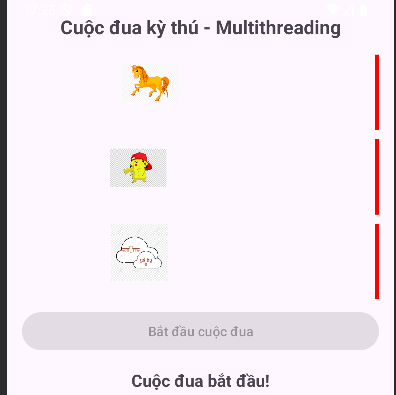 Cuộc đua kỳ thú - Multithreading
Bắt đầu cuộc đua
Cuộc đua bắt đầu!